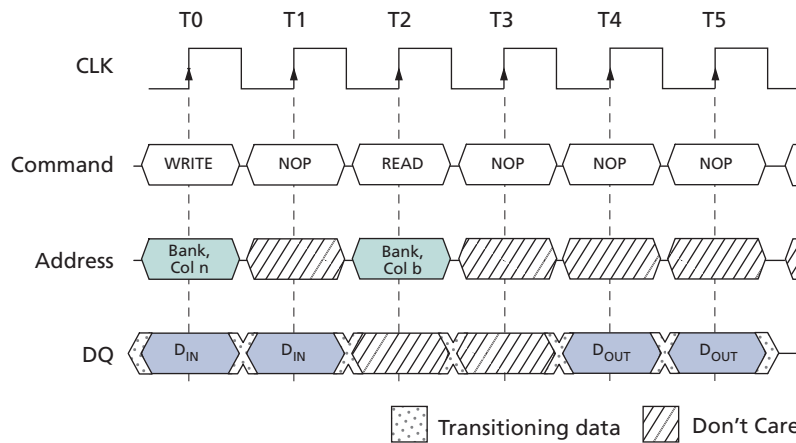 T0 T1 T2 T3 T4 T5
CLK
Command WRITE NOP READ NOP NOP NOP
Address Bank, Col n Bank, Col b
DQ DIN DIN DOUT DOUT
Transitioning data Don't Care